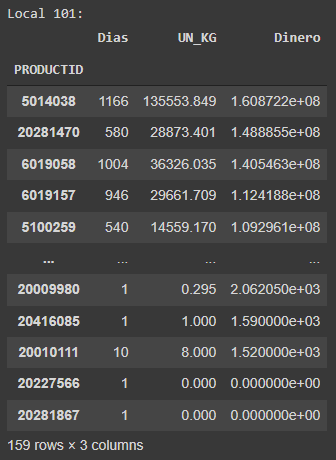 Local 101:
Dias UN_KG Dinero
PRODUCTID
5014038 1166 135553.849 1.608722e+08
20281470 580 28873.401 1.488855e+08
6019058 1004 36326.035 1.405463e+08
6019157 946 29661.709 1.124188e+08
5100259 540 14559.170 1.092961e+08
... ... ... ...
20009980 1 0.295 2.062050e+03
20416085 1 1.000 1.590000e+03
20010111 10 8.000 1.520000e+03
20227566 1 0.000 0.000000e+00
20281867 1 0.000 0.000000e+00
159 rows × 3 columns